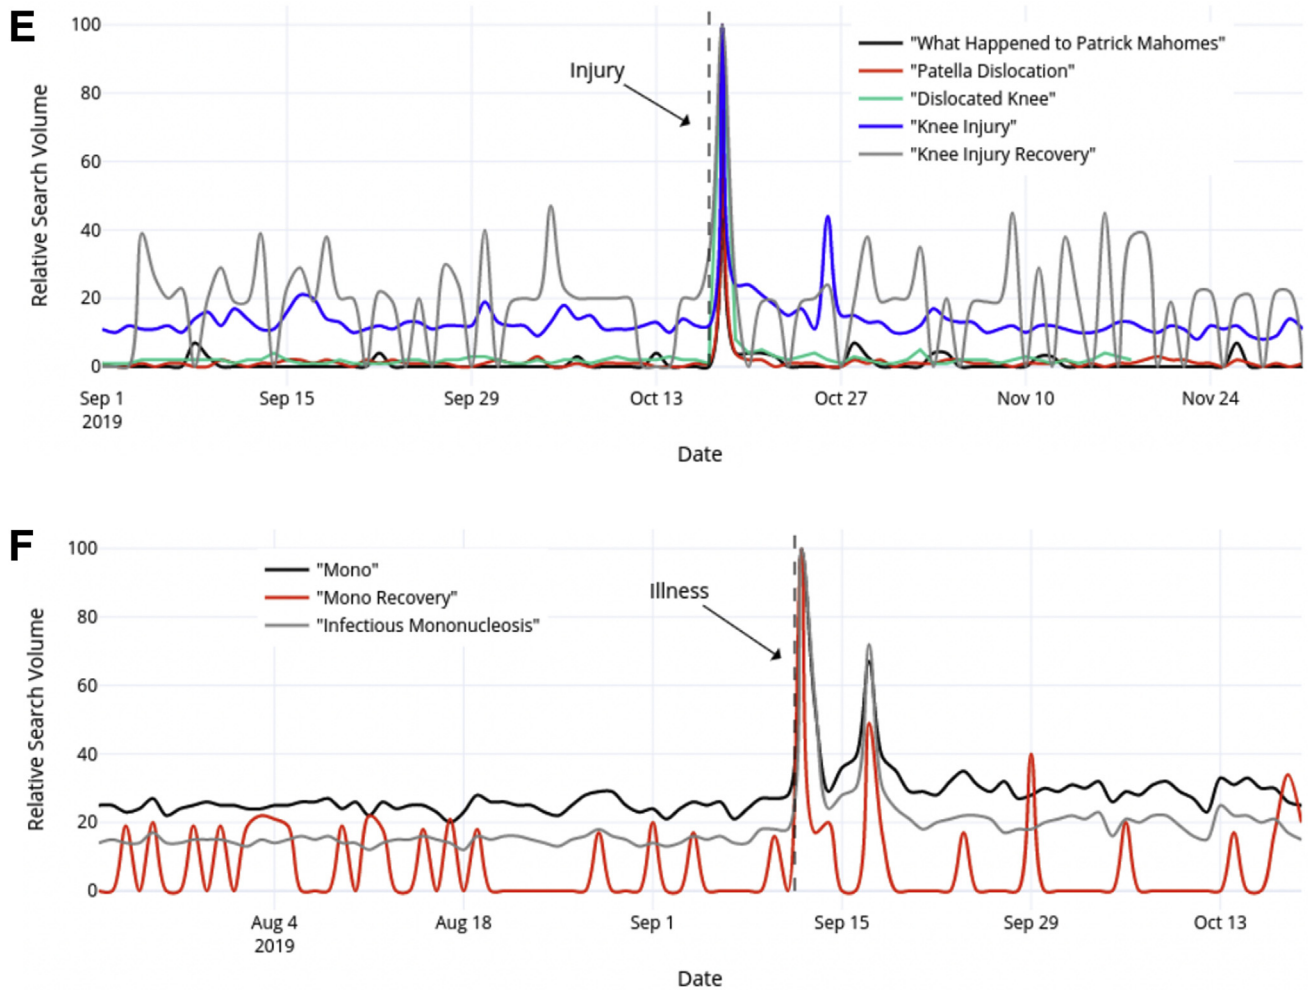 E
100
80
60
40
20
0
Relative Search Volume
Injury
"What Happened to Patrick Mahomes"
"Patella Dislocation"
"Dislocated Knee"
"Knee Injury"
"Knee Injury Recovery"
Sep 1 Sep 15 Sep 29 Oct 13 Oct 27 Nov 10 Nov 24
2019
Date
F
100
80
60
40
20
0
Relative Search Volume
"Mono"
"Mono Recovery"
"Infectious Mononucleosis"
Illness
Aug 4 Aug 18 Sep 1 Sep 15 Sep 29 Oct 13
2019
Date